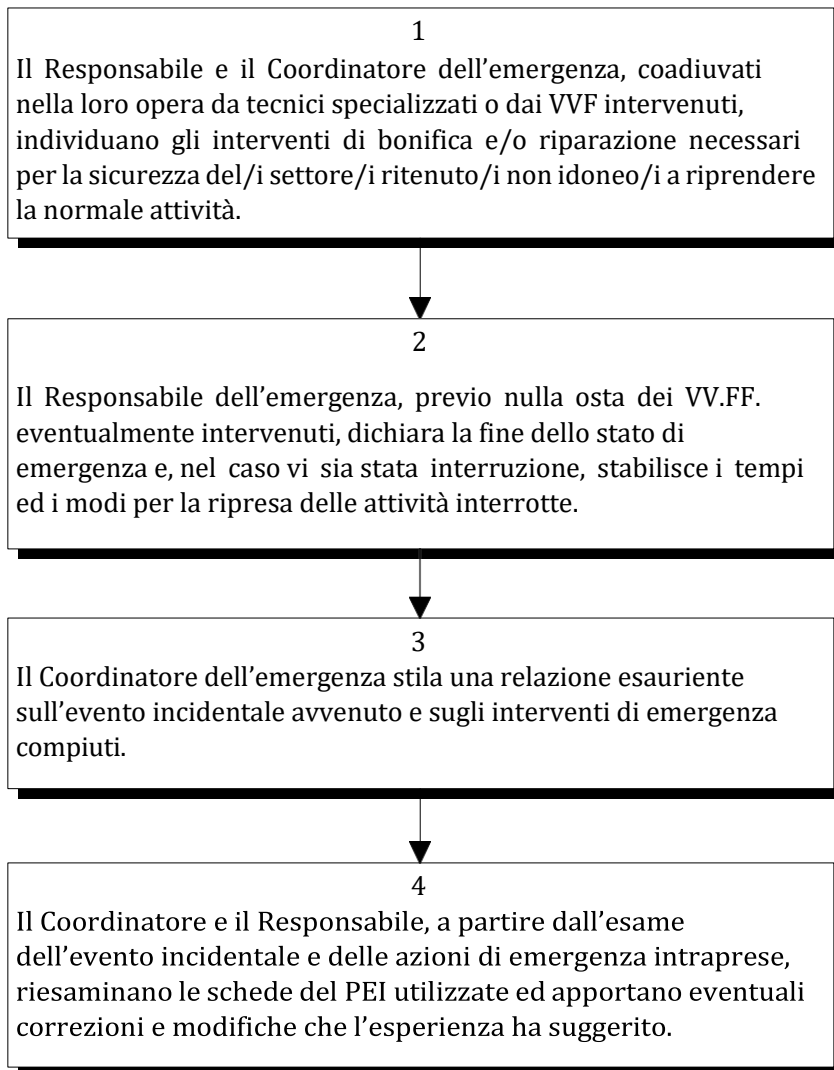 1
Il Responsabile e il Coordinatore dell’emergenza, coadiuvati
nella loro opera da tecnici specializzati o dai VVF intervenuti,
individuano gli interventi di bonifica e/o riparazione necessari
per la sicurezza del/i settore/i ritenuto/i non idoneo/i a riprendere
la normale attività.
2
Il Responsabile dell’emergenza, previo nulla osta dei VV.FF.
eventualmente intervenuti, dichiara la fine dello stato di
emergenza e, nel caso vi sia stata interruzione, stabilisce i tempi
ed i modi per la ripresa delle attività interrotte.
3
Il Coordinatore dell’emergenza stila una relazione esauriente
sull’evento incidentale avvenuto e sugli interventi di emergenza
compiuti.
4
Il Coordinatore e il Responsabile, a partire dall’esame
dell’evento incidentale e delle azioni di emergenza intraprese,
riesaminano le schede del PEI utilizzate ed apportano eventuali
correzioni e modifiche che l’esperienza ha suggerito.